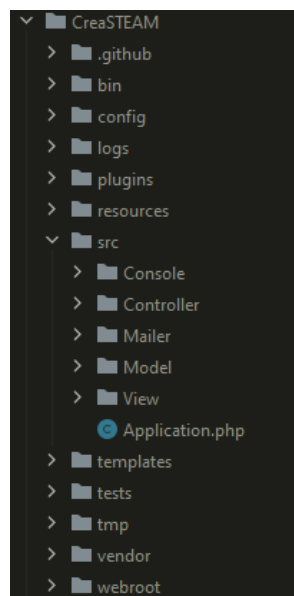 CreaSTEAM
.github
bin
config
logs
plugins
resources
src
Console
Controller
Mailer
Model
View
C Application.php
templates
tests
tmp
vendor
webroot